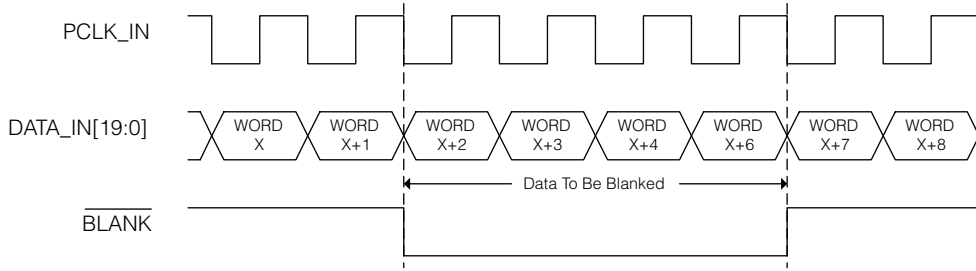 PCLK_IN
DATA_IN[19:0]
WORD
X
WORD
X+1
WORD
X+2
WORD
X+3
WORD
X+4
WORD
X+6
WORD
X+7
WORD
X+8
Data To Be Blanked
BLANK